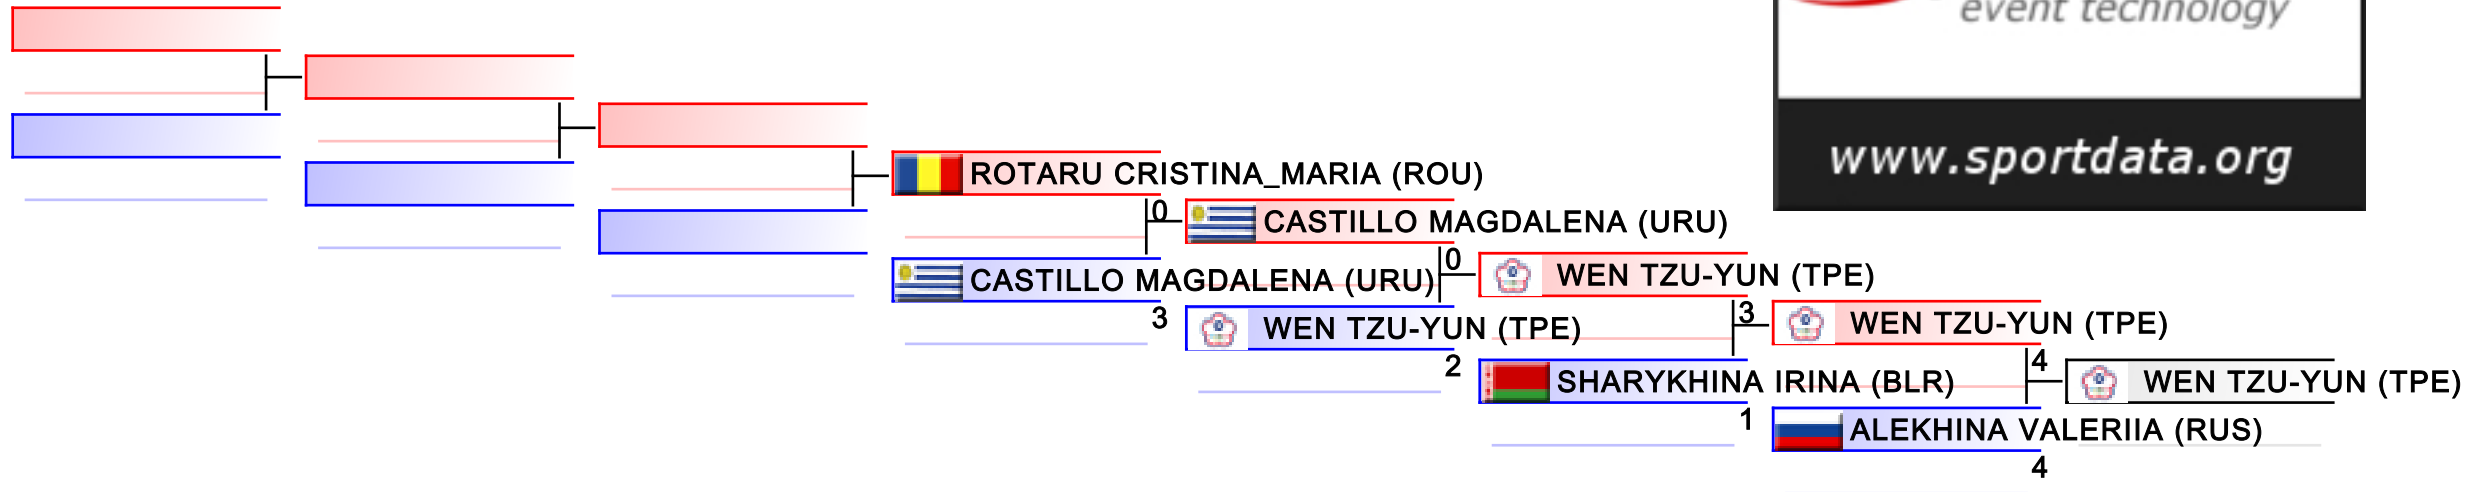 event technology
www.sportdata.org
ROTARU CRISTINA_MARIA (ROU)
0
CASTILLO MAGDALENA (URU)
CASTILLO MAGDALENA (URU)
3
0
WEN TZU-YUN (TPE)
WEN TZU-YUN (TPE)
2
3
WEN TZU-YUN (TPE)
SHARYKHINA IRINA (BLR)
1
4
WEN TZU-YUN (TPE)
ALEKHINA VALERIIA (RUS)
4